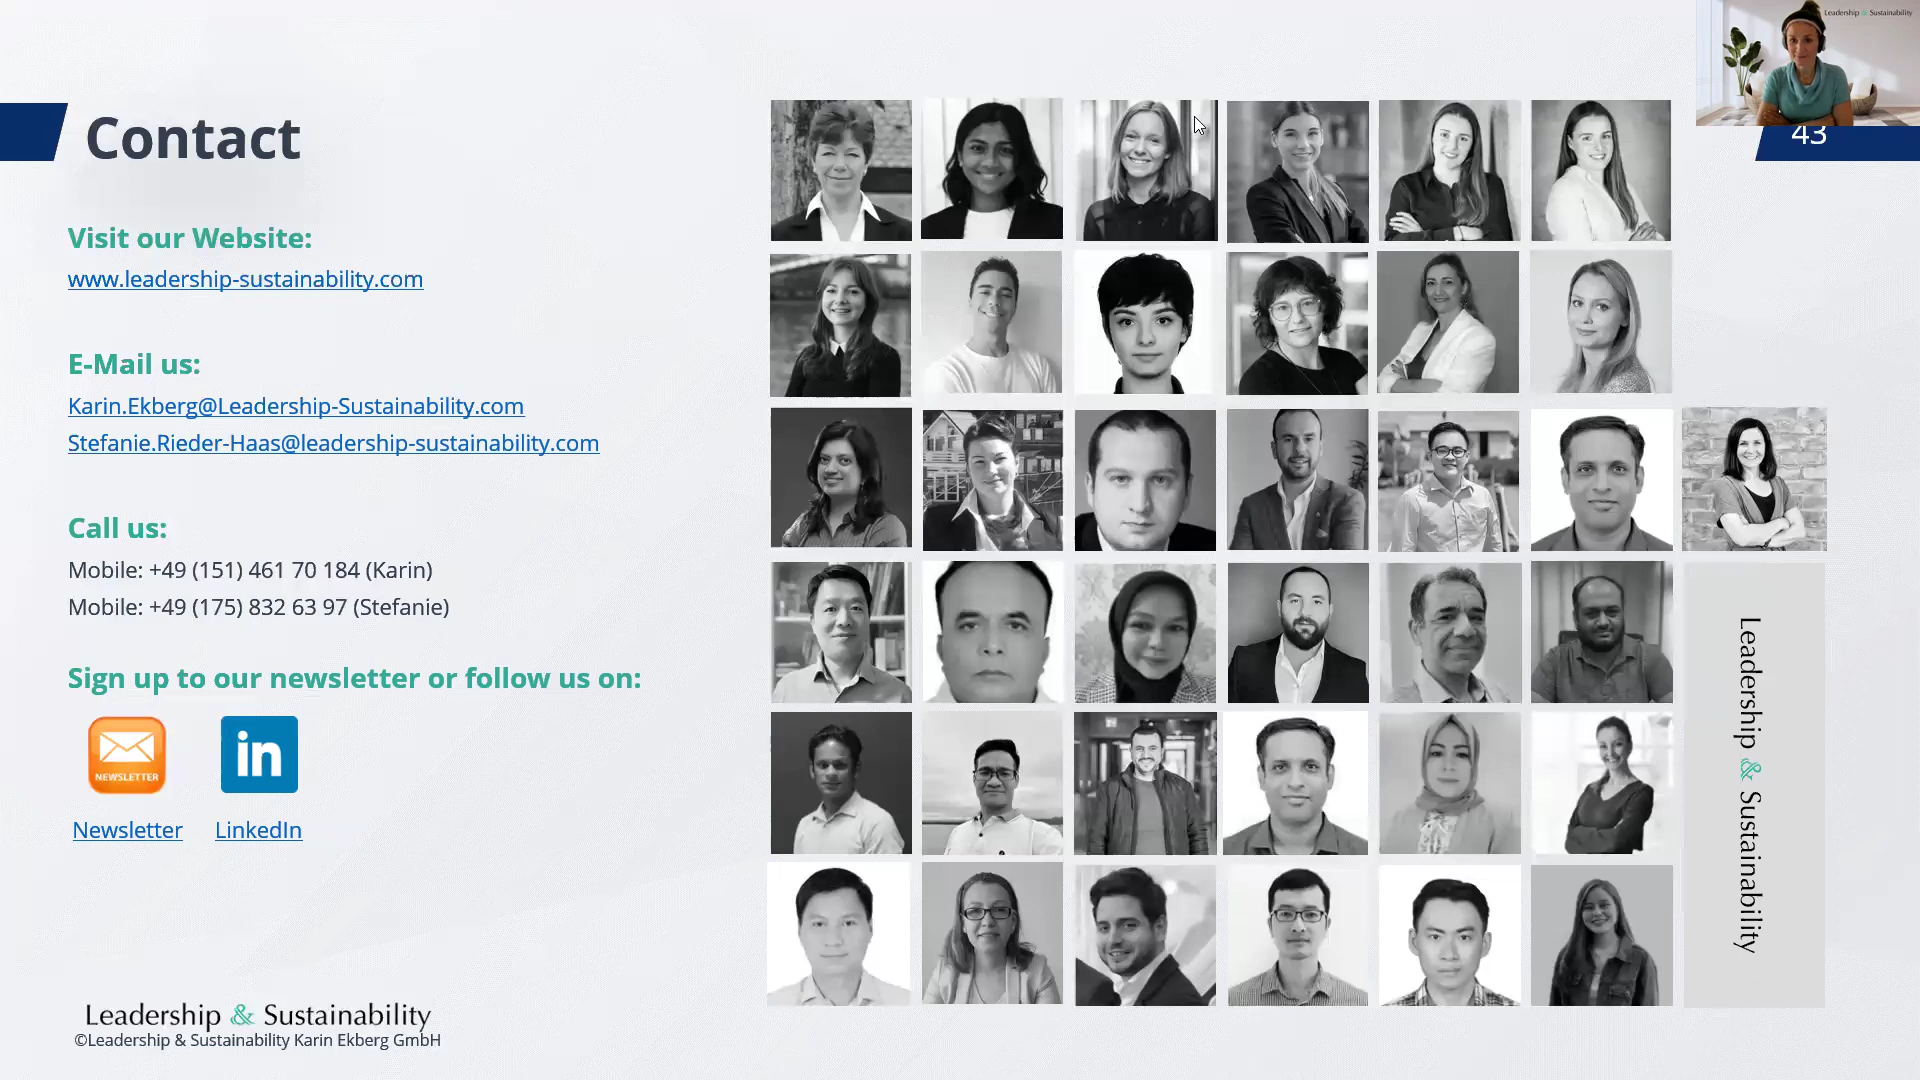 Leadership & Sustainability
43
Contact
Visit our Website:
www.leadership-sustainability.com
E-Mail us:
Karin.Ekberg@Leadership-Sustainability.com
Stefanie.Rieder-Haas@leadership-sustainability.com
Call us:
Mobile: +49 (151) 461 70 184 (Karin)
Mobile: +49 (175) 832 63 97 (Stefanie)
Sign up to our newsletter or follow us on:
NEWSLETTER
in
Newsletter
LinkedIn
Leadership & Sustainability
Leadership & Sustainability
©Leadership & Sustainability Karin Ekberg GmbH